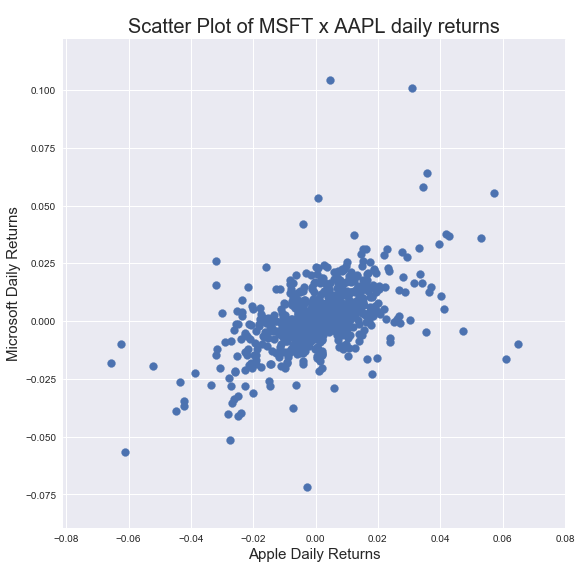 Scatter Plot of MSFT x AAPL daily returns
0.100
0.075
0.050
0.025
0.000
−0.025
−0.050
−0.075
Microsoft Daily Returns
−0.08 −0.06 −0.04 −0.02 0.00 0.02 0.04 0.06 0.08
Apple Daily Returns